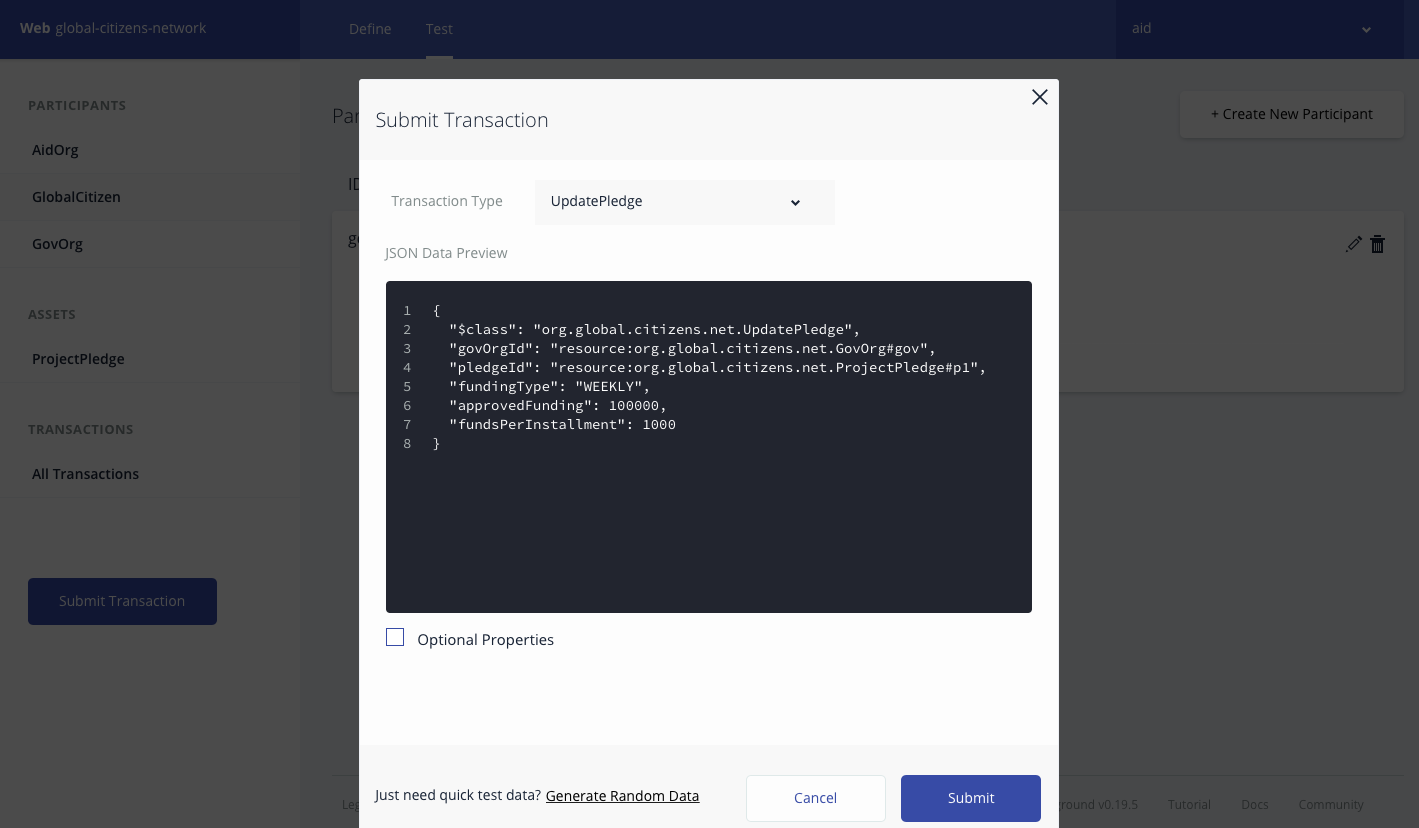 Web global-citizens-network
Define
Test
aid
PARTICIPANTS
AidOrg
GlobalCitizen
GovOrg
ASSETS
ProjectPledge
TRANSACTIONS
All Transactions
Submit Transaction
+ Create New Participant
Submit Transaction
Transaction Type
UpdatePledge
JSON Data Preview
1 {
2 "$class": "org.global.citizens.net.UpdatePledge",
3 "govOrgId": "resource:org.global.citizens.net.GovOrg#gov",
4 "pledgeId": "resource:org.global.citizens.net.ProjectPledge#p1",
5 "fundingType": "WEEKLY",
6 "approvedFunding": 100000,
7 "fundsPerInstallment": 1000
8 }
Optional Properties
Just need quick test data? Generate Random Data
Cancel
Submit
v0.19.5
Tutorial
Docs
Community